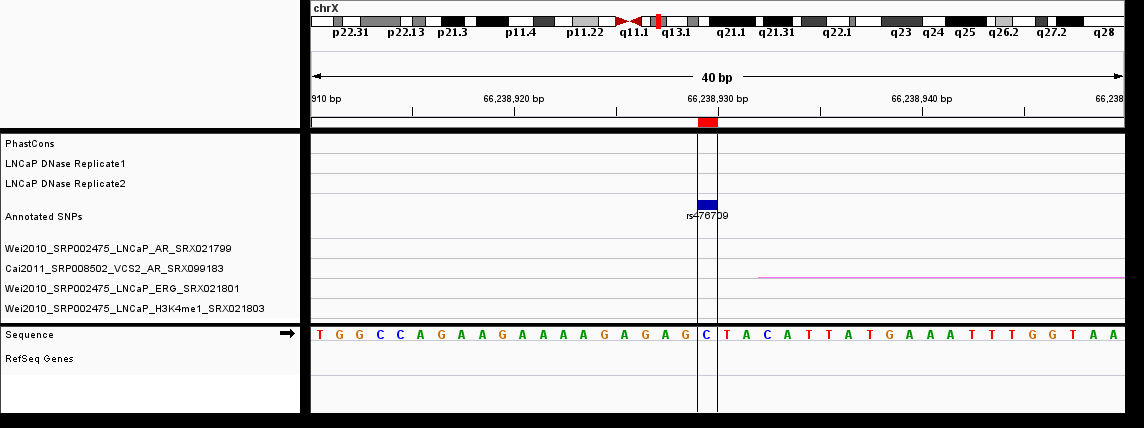 chrX
p22.31 p22.13 p21.3 p11.4 p11.22 q11.1 q13.1 q21.1 q21.31 q22.1 q23 q24 q25 q26.2 q27.2 q28
40 bp
910 bp 66,238,920 bp 66,238,930 bp 66,238,940 bp 66,238
PhastCons
LNCaP DNase Replicate1
LNCaP DNase Replicate2
Annotated SNPs
rs476709
Wei2010_SRP002475_LNCaP_AR_SRX021799
Cai2011_SRP008502_VCS2_AR_SRX099183
Wei2010_SRP002475_LNCaP_ERG_SRX021801
Wei2010_SRP002475_LNCaP_H3K4me1_SRX021803
Sequence T G G C C A G A A G A A A A G A G A G C T A C A T T A T G A A A T T T G G T A A
RefSeq Genes